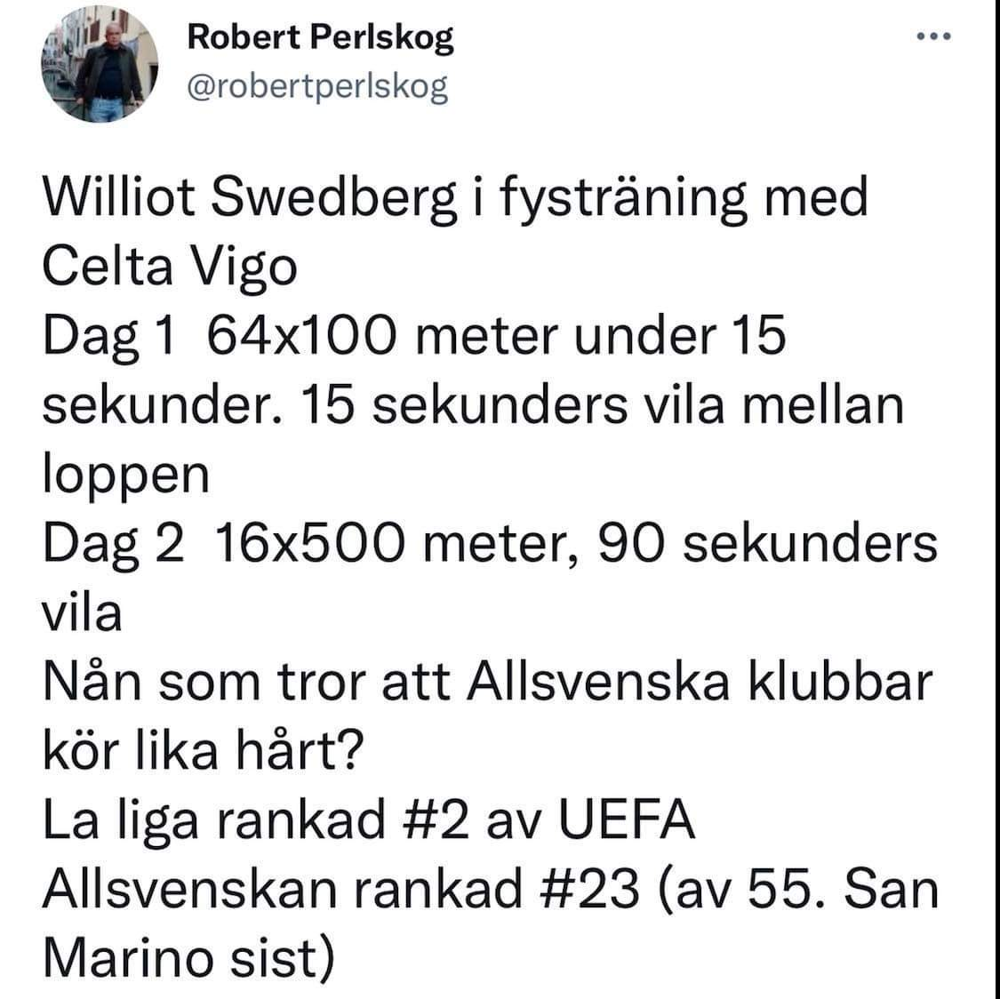 Robert Perlskog
@robertperlskog
Williot Swedberg i fysträning med
Celta Vigo
Dag 1  64x100 meter under 15
sekunder. 15 sekunders vila mellan
loppen
Dag 2  16x500 meter, 90 sekunders
vila
Nån som tror att Allsvenska klubbar
kör lika hårt?
La liga rankad #2 av UEFA
Allsvenskan rankad #23 (av 55. San
Marino sist)